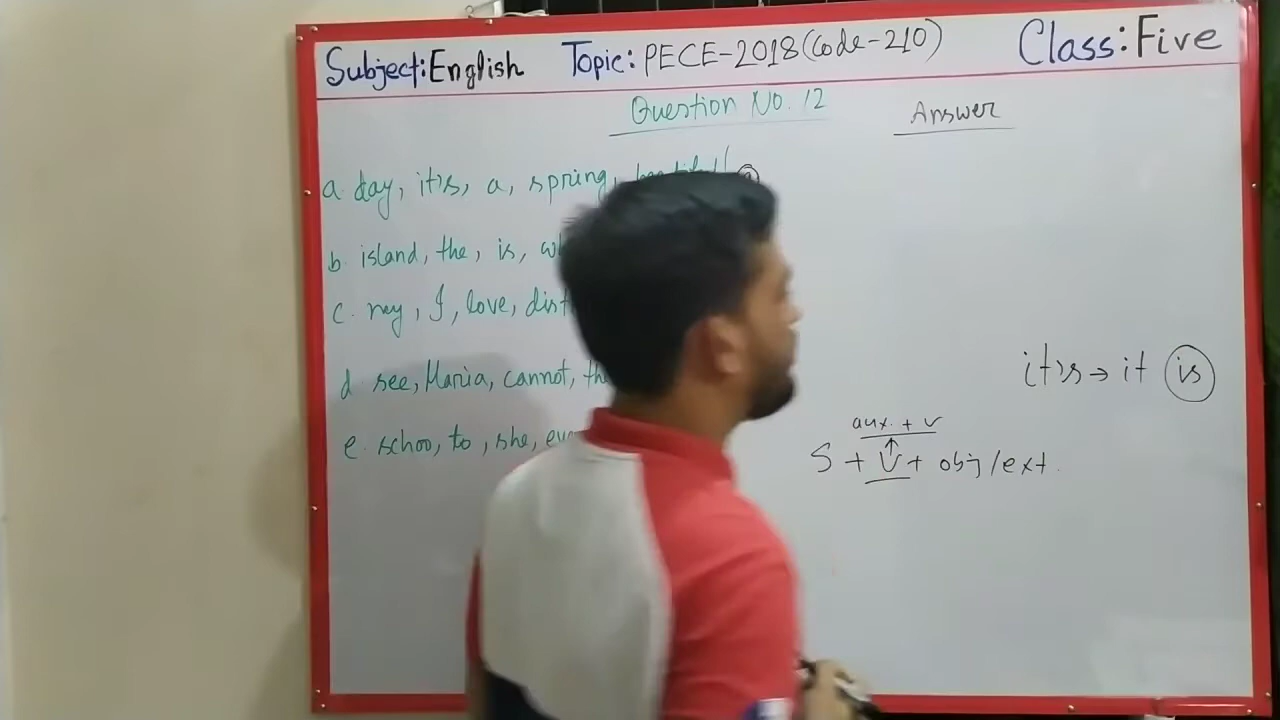 Subject: English Topic: PECE-2018 (Code-210) Class: Five
Question No. 12 Answer
a day, it's, a, spring,
b island, the, is,
c. my, I, love,
d see, Maria, cannot,
e. schoo, to, she,
it's → it is
aux. + v
S + V + obj/ext.